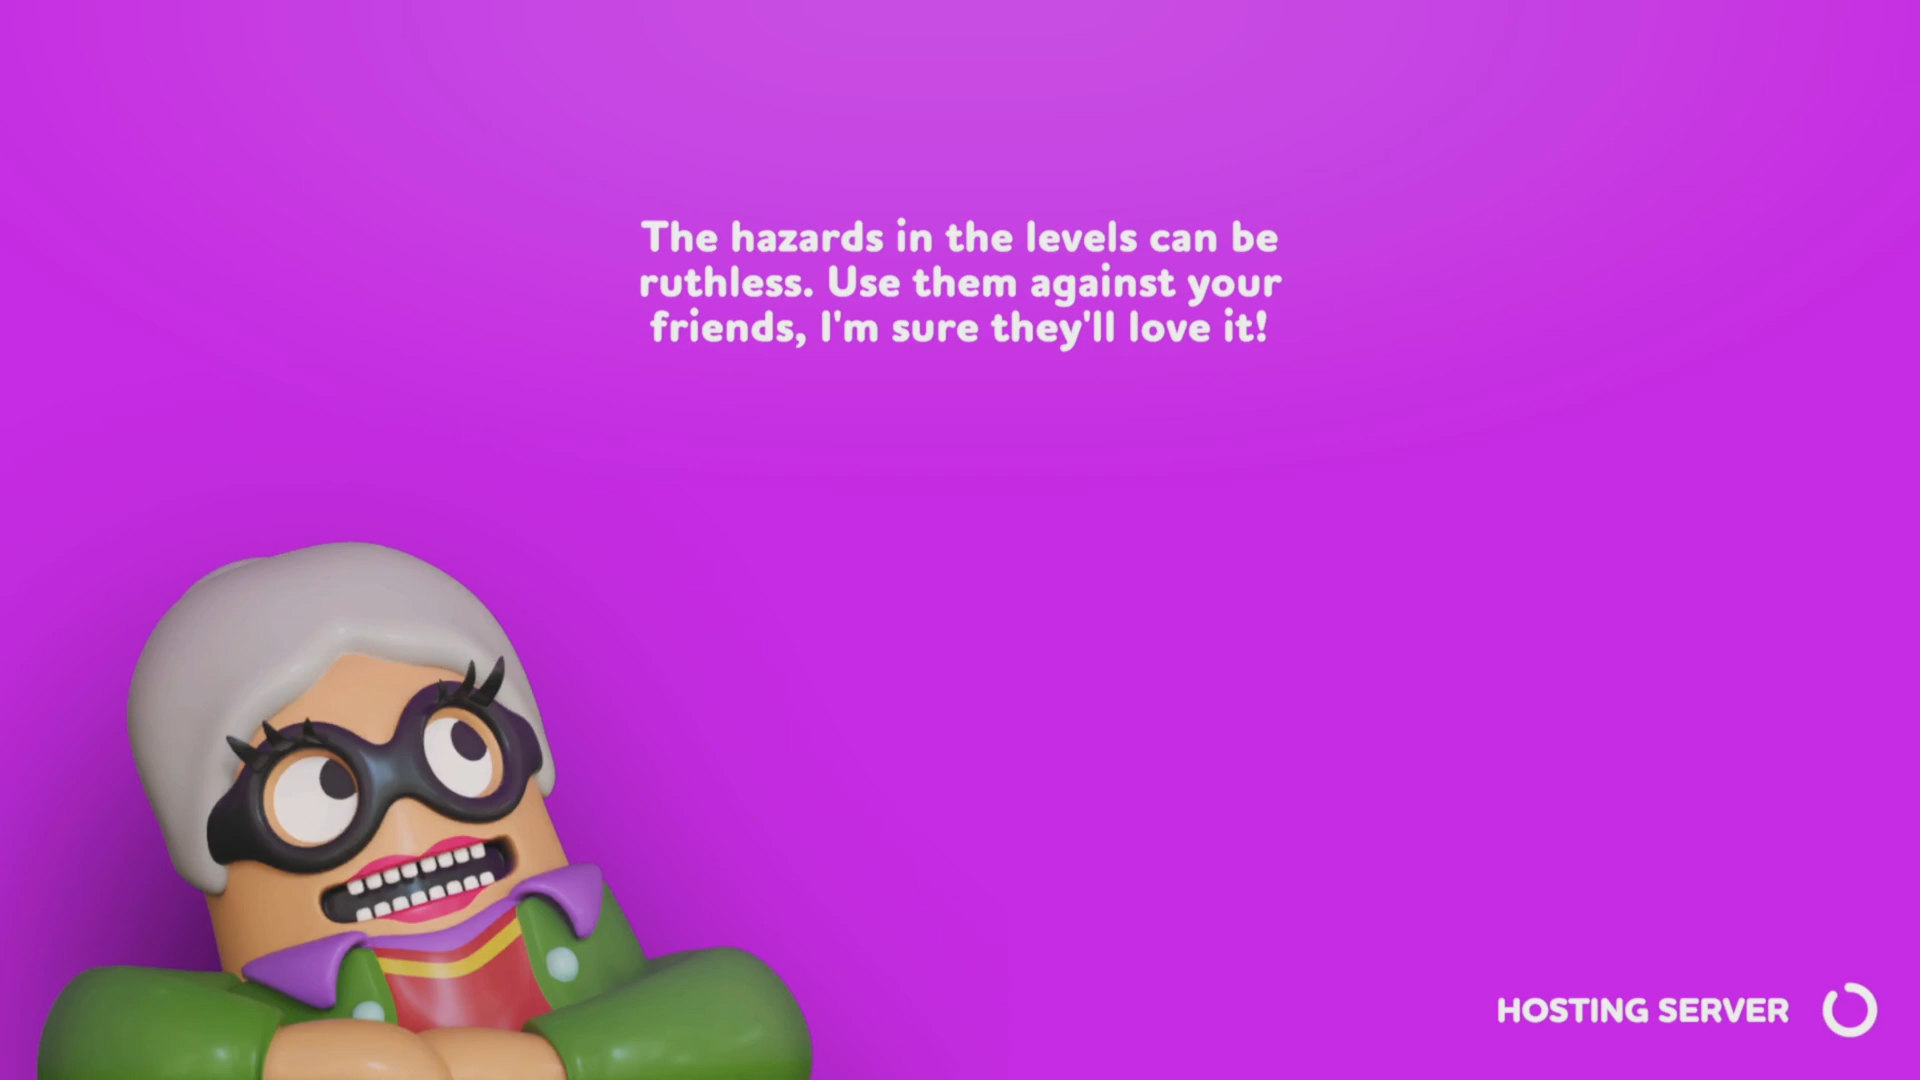 The hazards in the levels can be
ruthless. Use them against your
friends, I'm sure they'll love it!
HOSTING SERVER